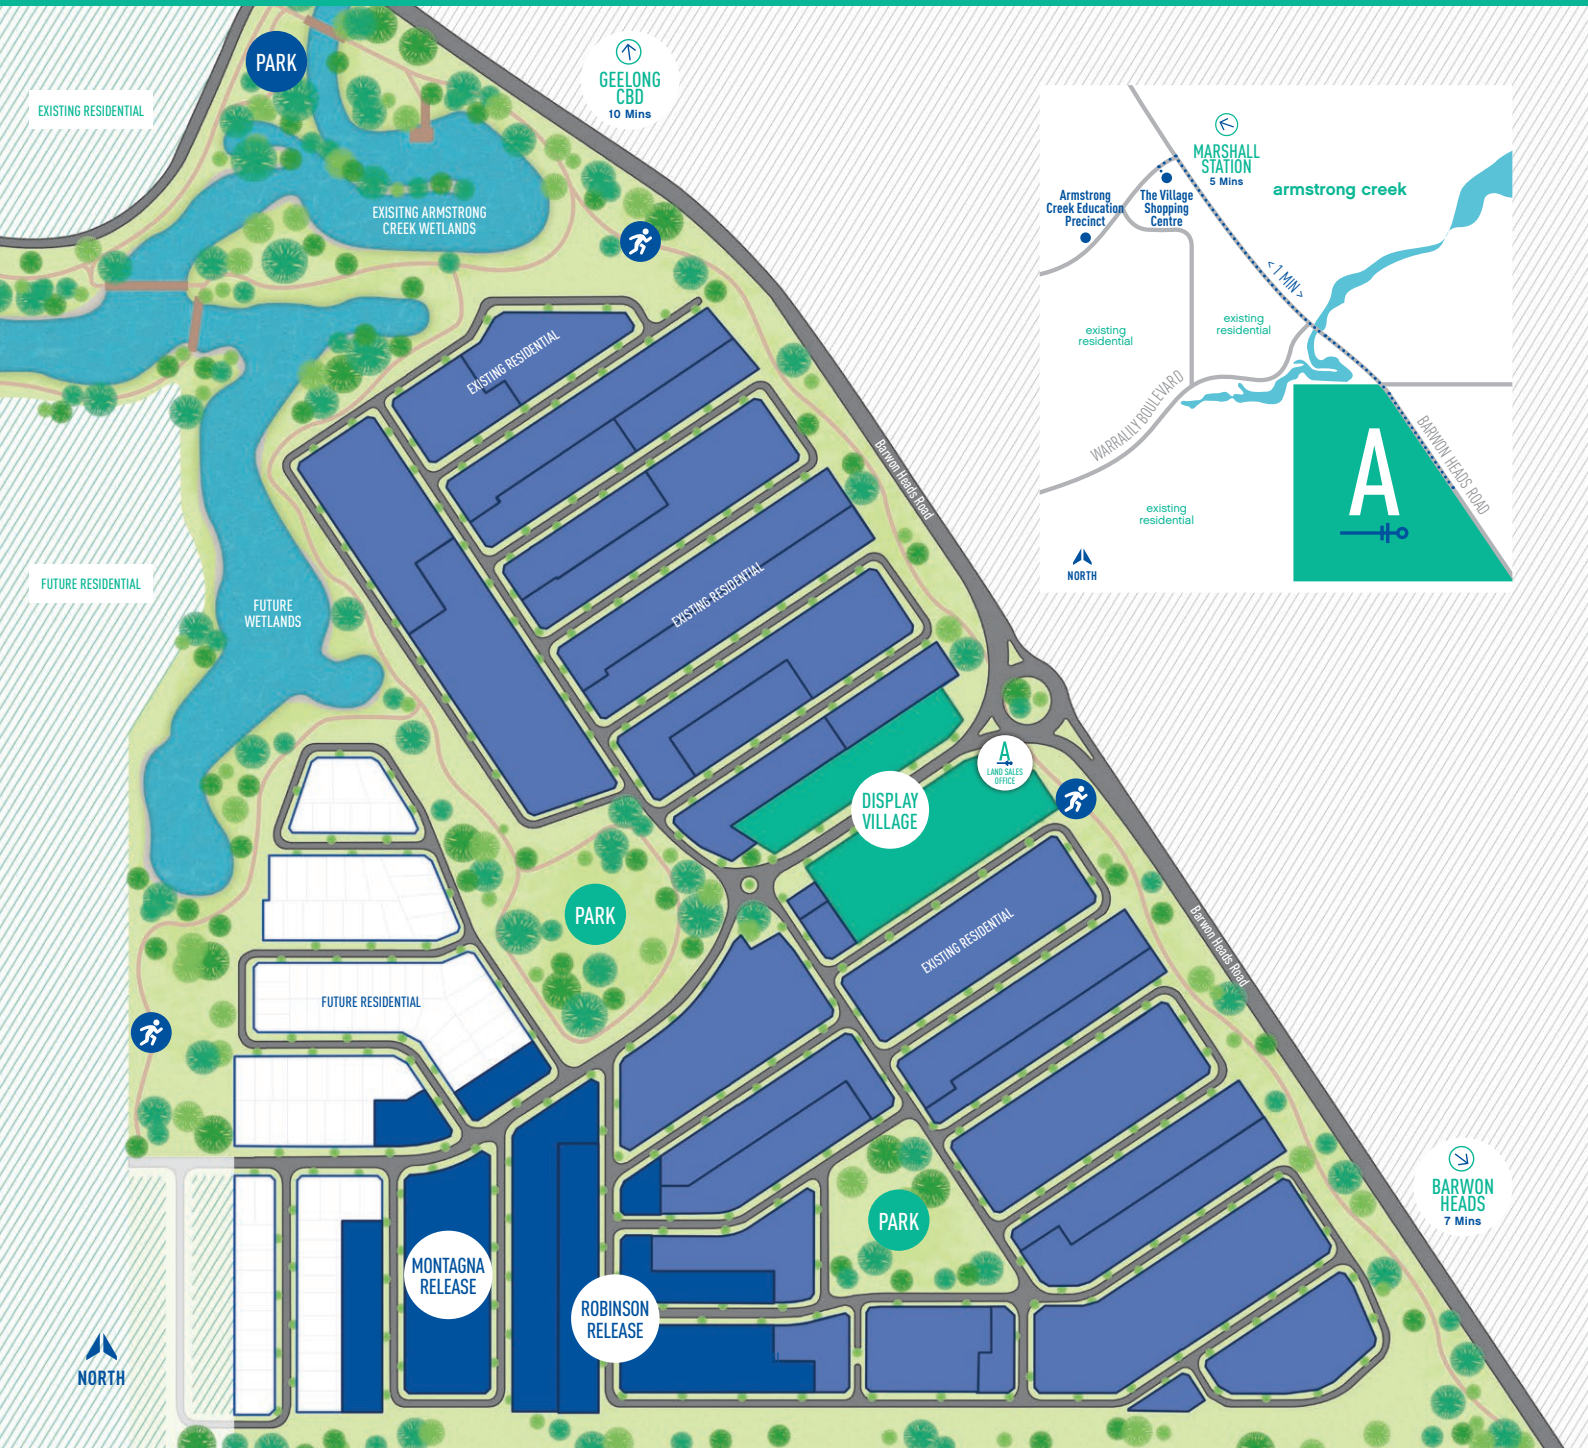 PARK
EXISTING RESIDENTIAL
GEELONG
CBD
10 Mins
EXISITNG ARMSTRONG
CREEK WETLANDS
MARSHALL
STATION
5 Mins
armstrong creek
Armstrong
Creek Education
Precinct
The Village
Shopping
Centre
< 1 MIN >
existing
residential
existing
residential
WARRALILY BOULEVARD
BARWON HEADS ROAD
existing
residential
A
NORTH
EXISTING RESIDENTIAL
Barwon Heads Road
FUTURE RESIDENTIAL
FUTURE
WETLANDS
EXISTING RESIDENTIAL
A
LAND SALES
OFFICE
DISPLAY
VILLAGE
PARK
EXISTING RESIDENTIAL
Barwon Heads Road
FUTURE RESIDENTIAL
BARWON
HEADS
7 Mins
PARK
MONTAGNA
RELEASE
ROBINSON
RELEASE
NORTH